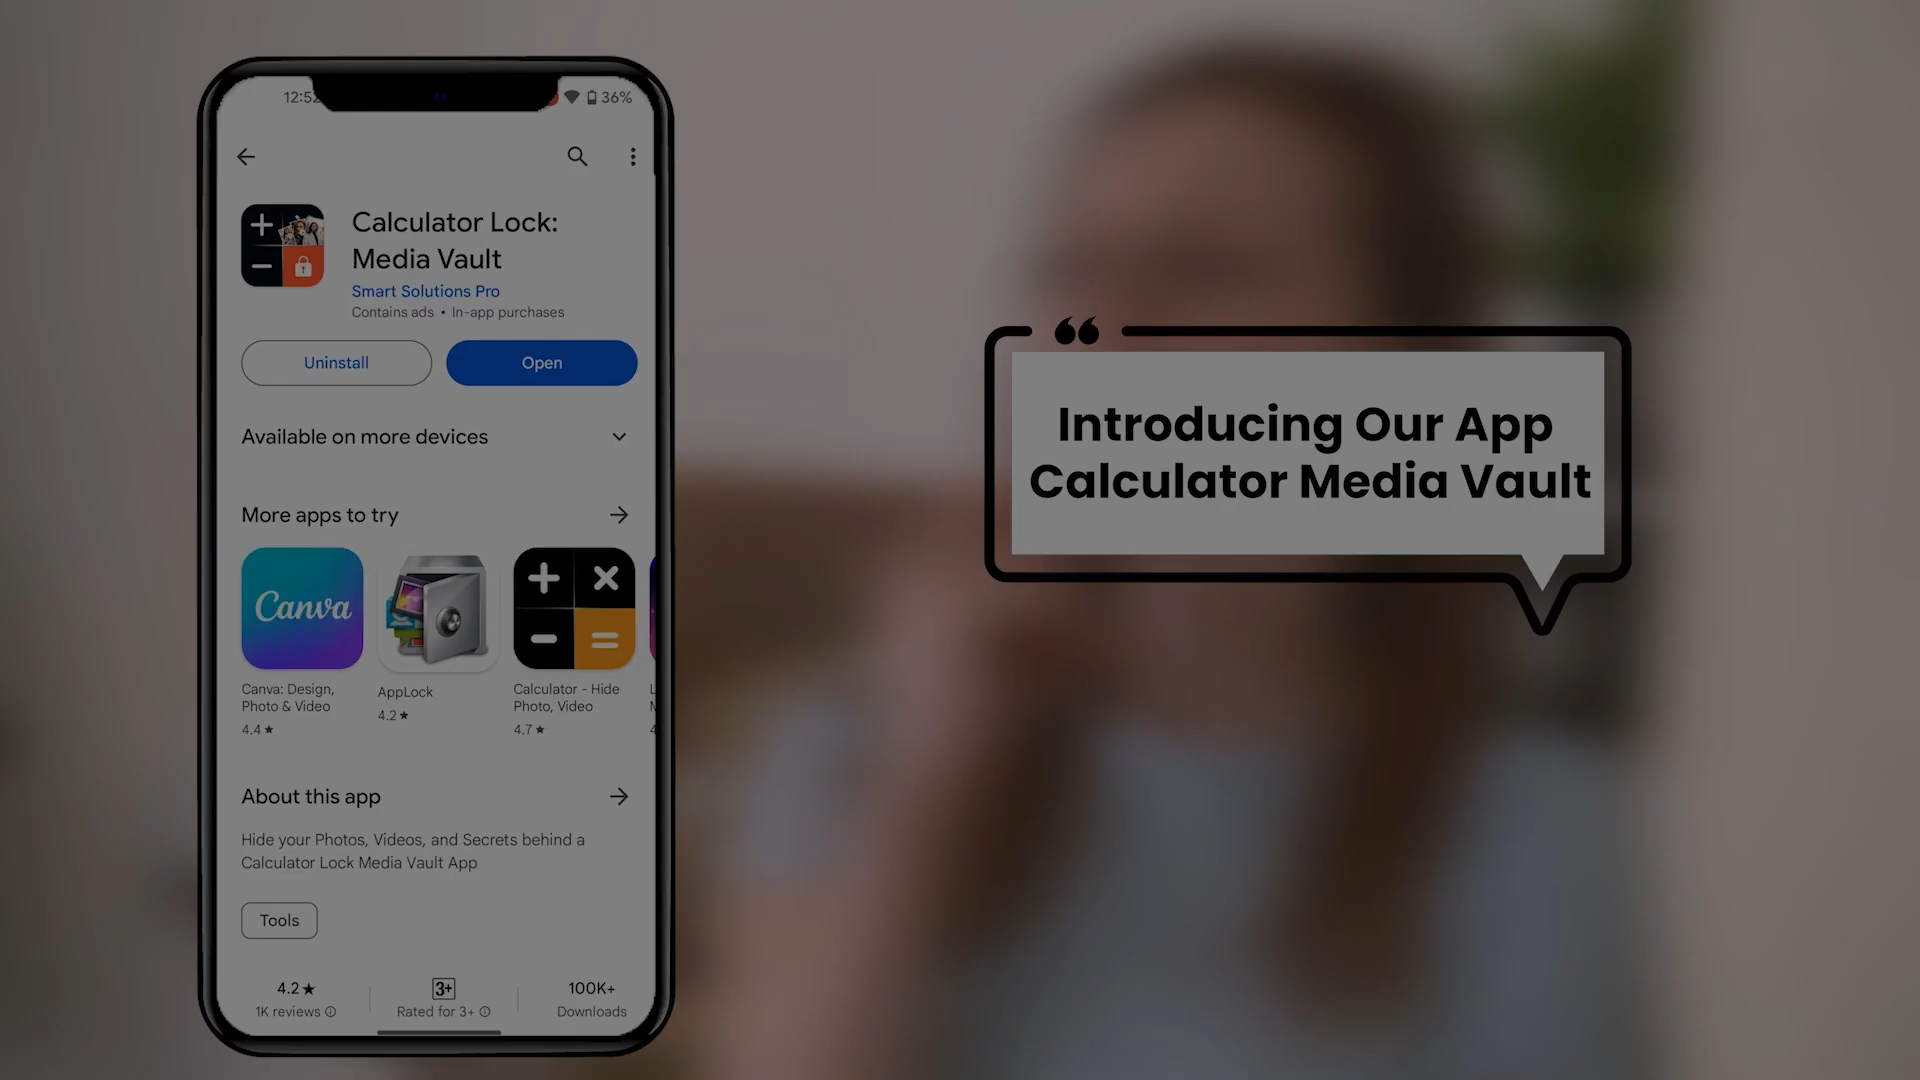 12:52
36%
Calculator Lock:
Media Vault
Smart Solutions Pro
Contains ads • In-app purchases
Uninstall
Open
Available on more devices
More apps to try
Canva
Canva: Design,
Photo & Video
4.4 ★
AppLock
4.2 ★
Calculator - Hide
Photo, Video
4.7 ★
About this app
Hide your Photos, Videos, and Secrets behind a
Calculator Lock Media Vault App
Tools
4.2 ★
1K reviews
3+
Rated for 3+
100K+
Downloads
Introducing Our App
Calculator Media Vault